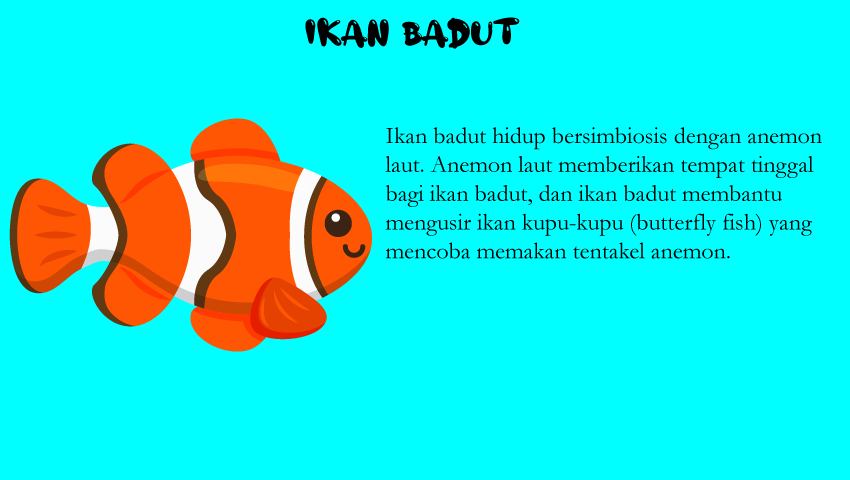 IKAN BADUT
Ikan badut hidup bersimbiosis dengan anemon
laut. Anemon laut memberikan tempat tinggal
bagi ikan badut, dan ikan badut membantu
mengusir ikan kupu-kupu (butterfly fish) yang
mencoba memakan tentakel anemon.